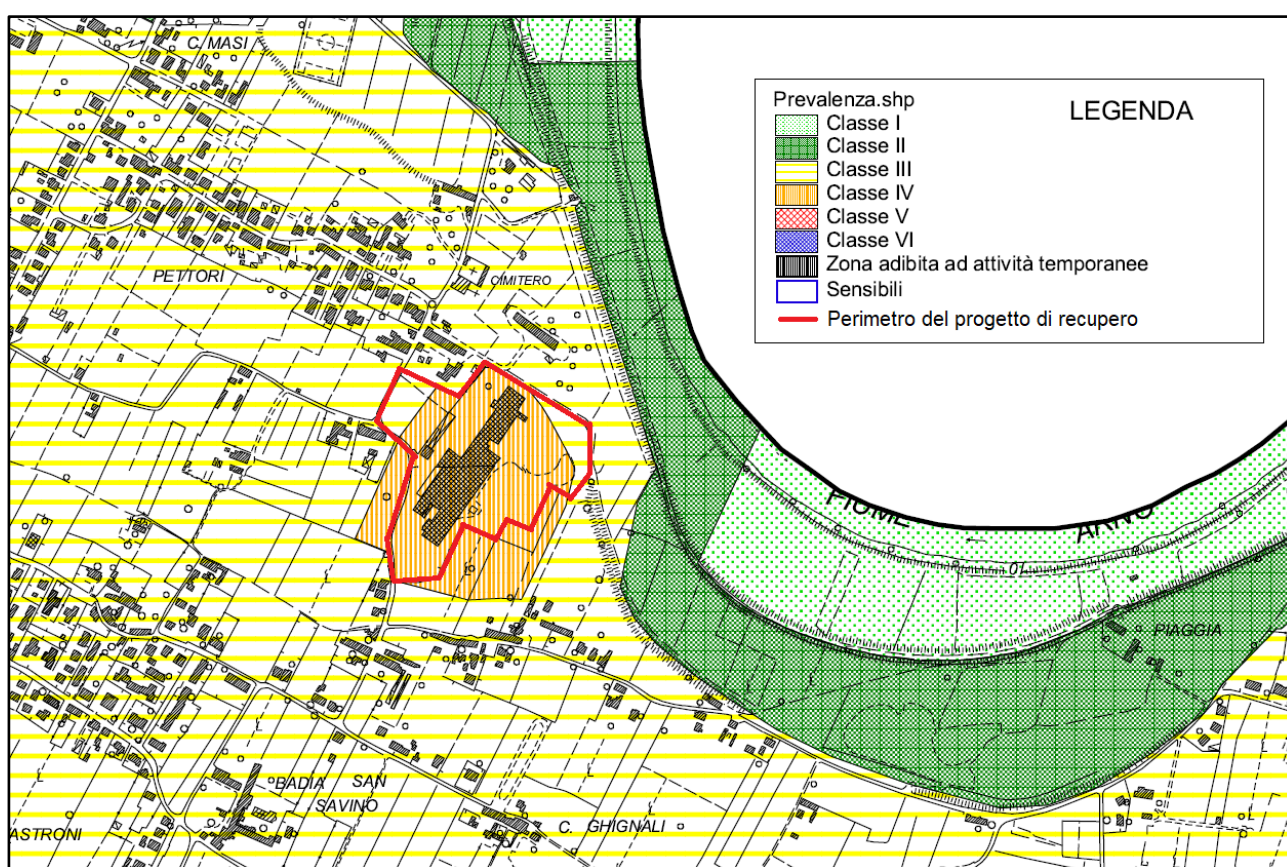 C. MASI
PETTORI
CIMITERO
Prevalenza.shp
LEGENDA
Classe I
Classe II
Classe III
Classe IV
Classe V
Classe VI
Zona adibita ad attività temporanee
Sensibili
Perimetro del progetto di recupero
FIUME
ARNO
10
PIAGGIA
BADIA SAN
SAVINO
C. GHIGNALI
ASTRONI